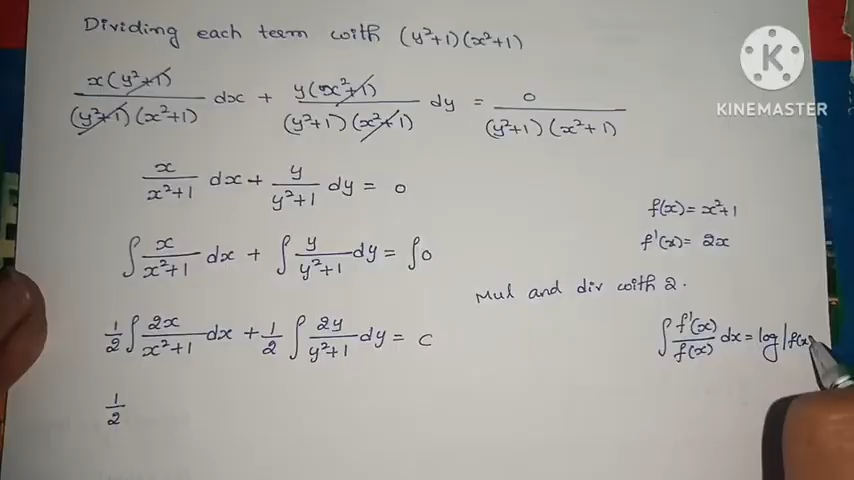 Dividing each term with (y²+1)(x²+1)
x(y²+1)/(y²+1)(x²+1) dx + y(x²+1)/(y²+1)(x²+1) dy = 0/(y²+1)(x²+1)
x/x²+1 dx + y/y²+1 dy = 0
∫ x/x²+1 dx + ∫ y/y²+1 dy = ∫0
1/2 ∫ 2x/x²+1 dx + 1/2 ∫ 2y/y²+1 dy = c
1/2
K
KINEMASTER
f(x) = x²+1
f'(x) = 2x
Mul and div with 2.
∫ f'(x)/f(x) dx = log|f(x